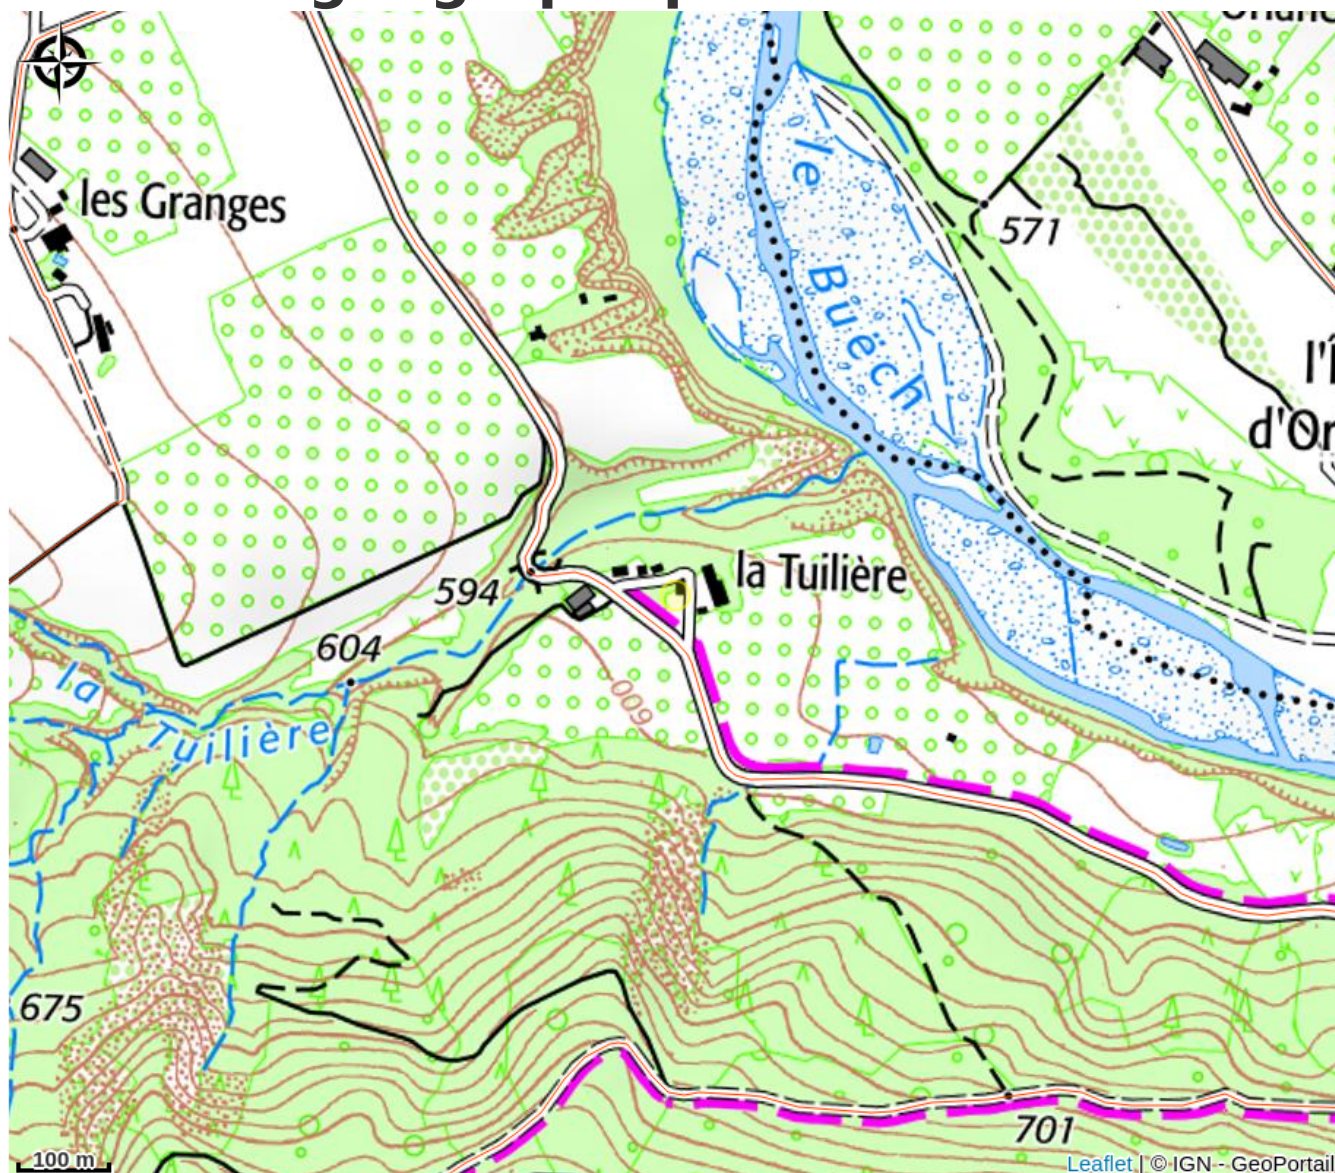 les Granges
le
Buëch
571
d'Or
594
la Tuilière
604
la
Tuilière
600
675
701
100 m
Leaflet | © IGN - GeoPortail